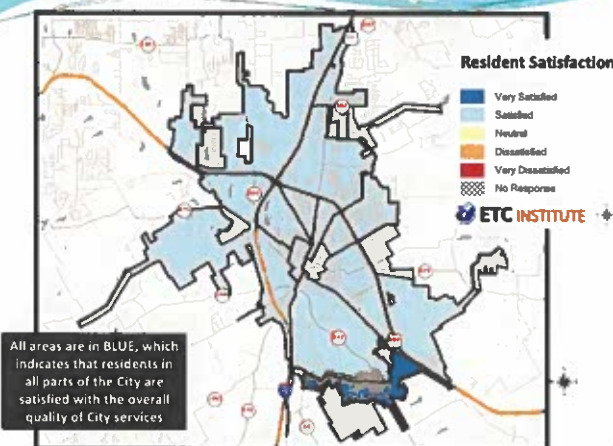 Resident Satisfaction
Very Satisfied
Satisfied
Neutral
Dissatisfied
Very Dissatisfied
No Response
ETC INSTITUTE
All areas are in BLUE, which
indicates that residents in
all parts of the City are
satisfied with the overall
quality of City services